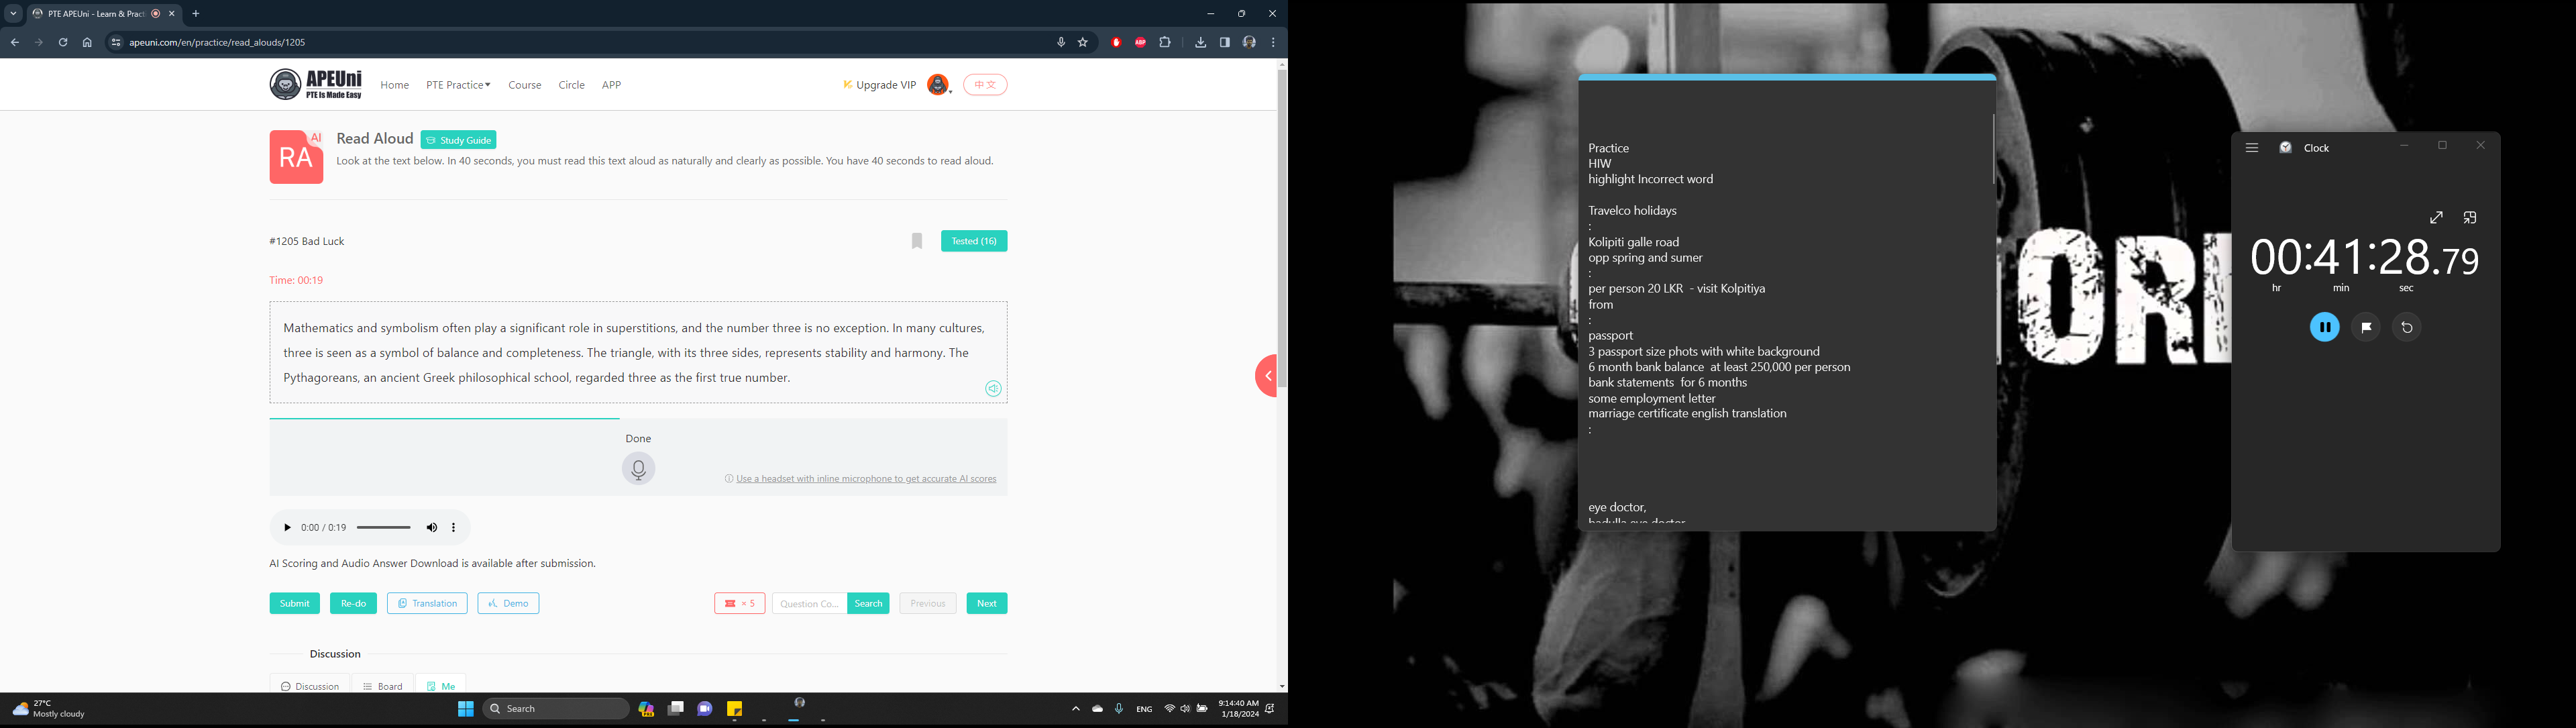 PTE APEUni - Learn & Pract
apeuni.com/en/practice/read_alouds/1205
ABP
APEUni
PTE Is Made Easy
Home
PTE Practice
Course
Circle
APP
Upgrade VIP
中文
RA
AI
Read Aloud
Study Guide
Look at the text below. In 40 seconds, you must read this text aloud as naturally and clearly as possible. You have 40 seconds to read aloud.
#1205 Bad Luck
Tested (16)
Time: 00:19
Mathematics and symbolism often play a significant role in superstitions, and the number three is no exception. In many cultures,
three is seen as a symbol of balance and completeness. The triangle, with its three sides, represents stability and harmony. The
Pythagoreans, an ancient Greek philosophical school, regarded three as the first true number.
Done
Use a headset with inline microphone to get accurate AI scores
0:00 / 0:19
AI Scoring and Audio Answer Download is available after submission.
Submit
Re-do
Translation
Demo
× 5
Question Co...
Search
Previous
Next
Discussion
Discussion
Board
Me
27°C
Mostly cloudy
Search
ENG
9:14:40 AM
1/18/2024
Practice
HIW
highlight Incorrect word
Travelco holidays
:
Kolipiti galle road
opp spring and sumer
:
per person 20 LKR - visit Kolpitiya
from
:
passport
3 passport size phots with white background
6 month bank balance at least 250,000 per person
bank statements for 6 months
some employment letter
marriage certificate english translation
:
eye doctor,
badulla eye doctor
Clock
00:41:28.79
hr
min
sec